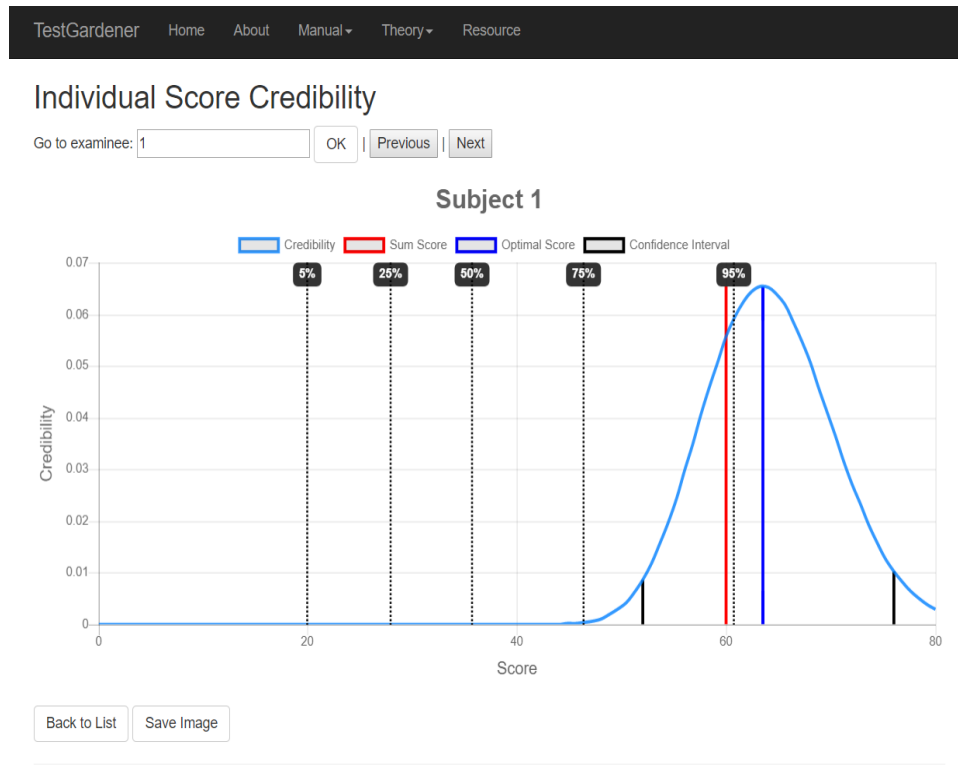 TestGardener Home About Manual Theory Resource
Individual Score Credibility
Go to examinee: 1 OK | Previous | Next
Subject 1
Credibility Sum Score Optimal Score Confidence Interval
5% 25% 50% 75% 95%
0.07
0.06
0.05
0.04
0.03
0.02
0.01
0
Credibility
0 20 40 60 80
Score
Back to List Save Image